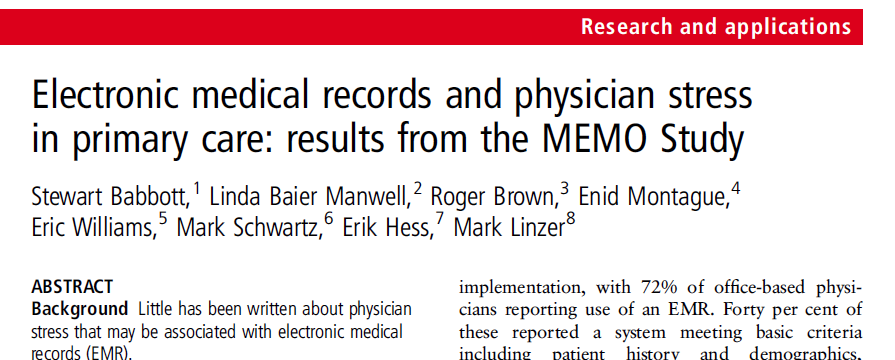 Research and applications
Electronic medical records and physician stress
in primary care: results from the MEMO Study
Stewart Babbott,1 Linda Baier Manwell,2 Roger Brown,3 Enid Montague,4
Eric Williams,5 Mark Schwartz,6 Erik Hess,7 Mark Linzer8
ABSTRACT
Background Little has been written about physician
stress that may be associated with electronic medical
records (EMR).
implementation, with 72% of office-based physi-
cians reporting use of an EMR. Forty per cent of
these reported a system meeting basic criteria
including patient history and demographics,